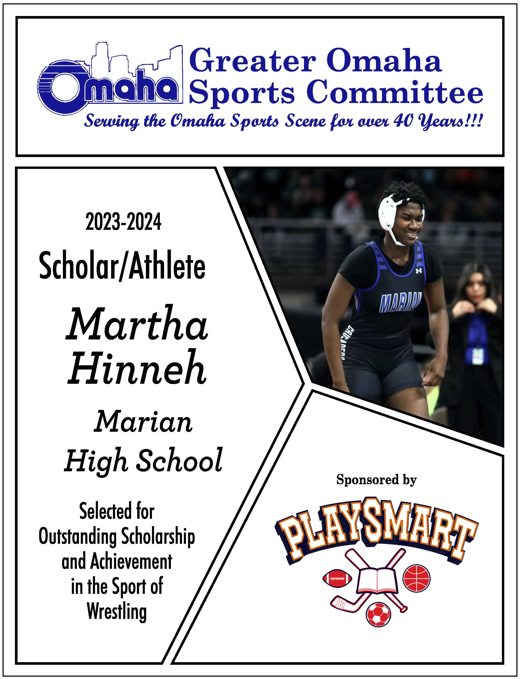 Omaha
Greater Omaha
Sports Committee
Serving the Omaha Sports Scene for over 40 Years!!!
2023-2024
Scholar/Athlete
Martha
Hinneh
Marian
High School
Selected for
Outstanding Scholarship
and Achievement
in the Sport of
Wrestling
MARIAN
CRUSADERS
Sponsored by
PLAYSMART